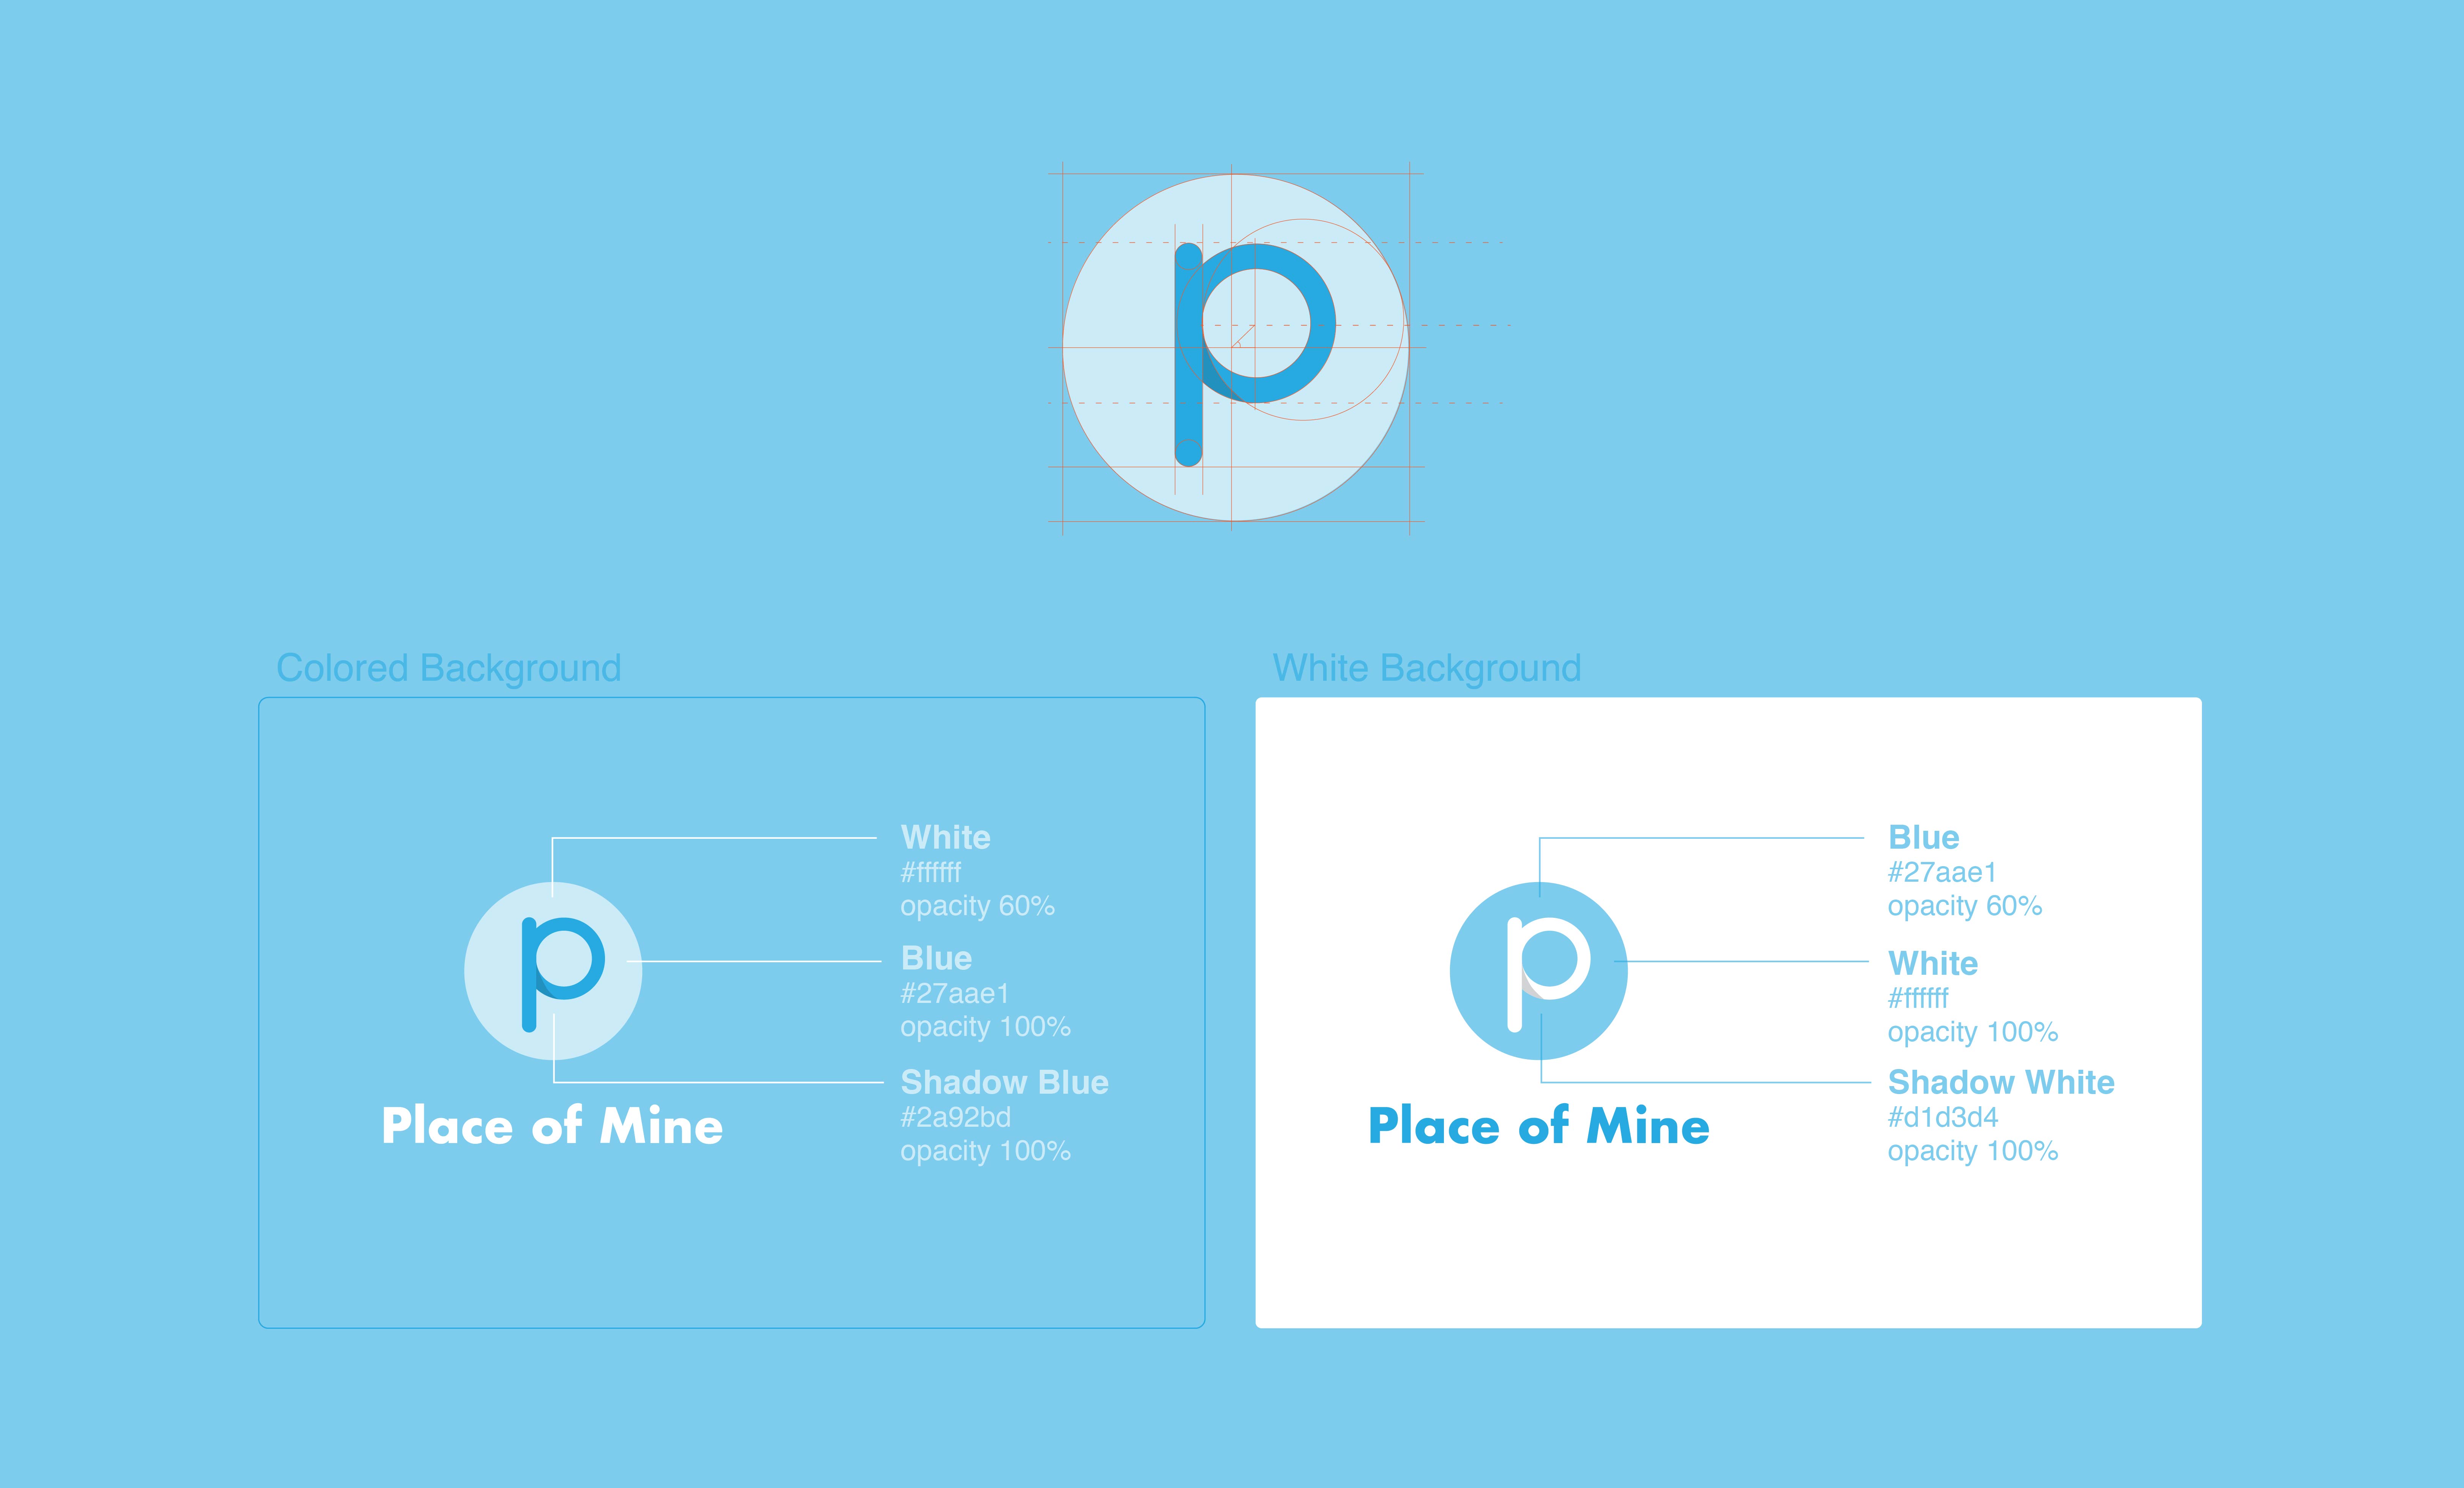 p
Colored Background
White
#ffffff
opacity 60%
Blue
#27aae1
opacity 100%
Shadow Blue
#2a92bd
opacity 100%
p
Place of Mine
White Background
Blue
#27aae1
opacity 60%
White
#ffffff
opacity 100%
Shadow White
#d1d3d4
opacity 100%
p
Place of Mine